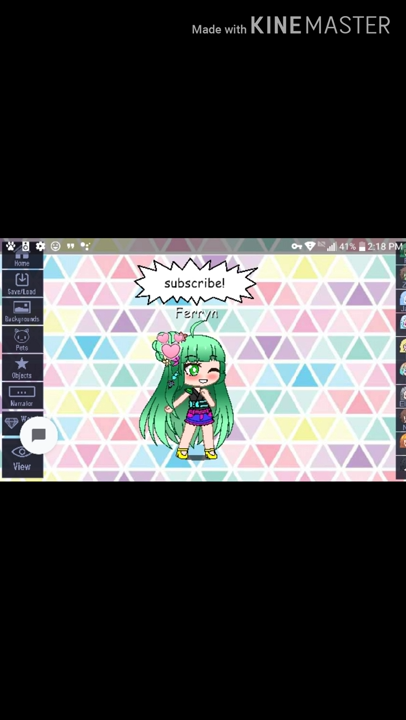 Made with KINEMASTER
41% 2:18 PM
Home
Save/Load
subscribe!
Backgrounds
Ferryn
Pets
Objects
Narrator
View